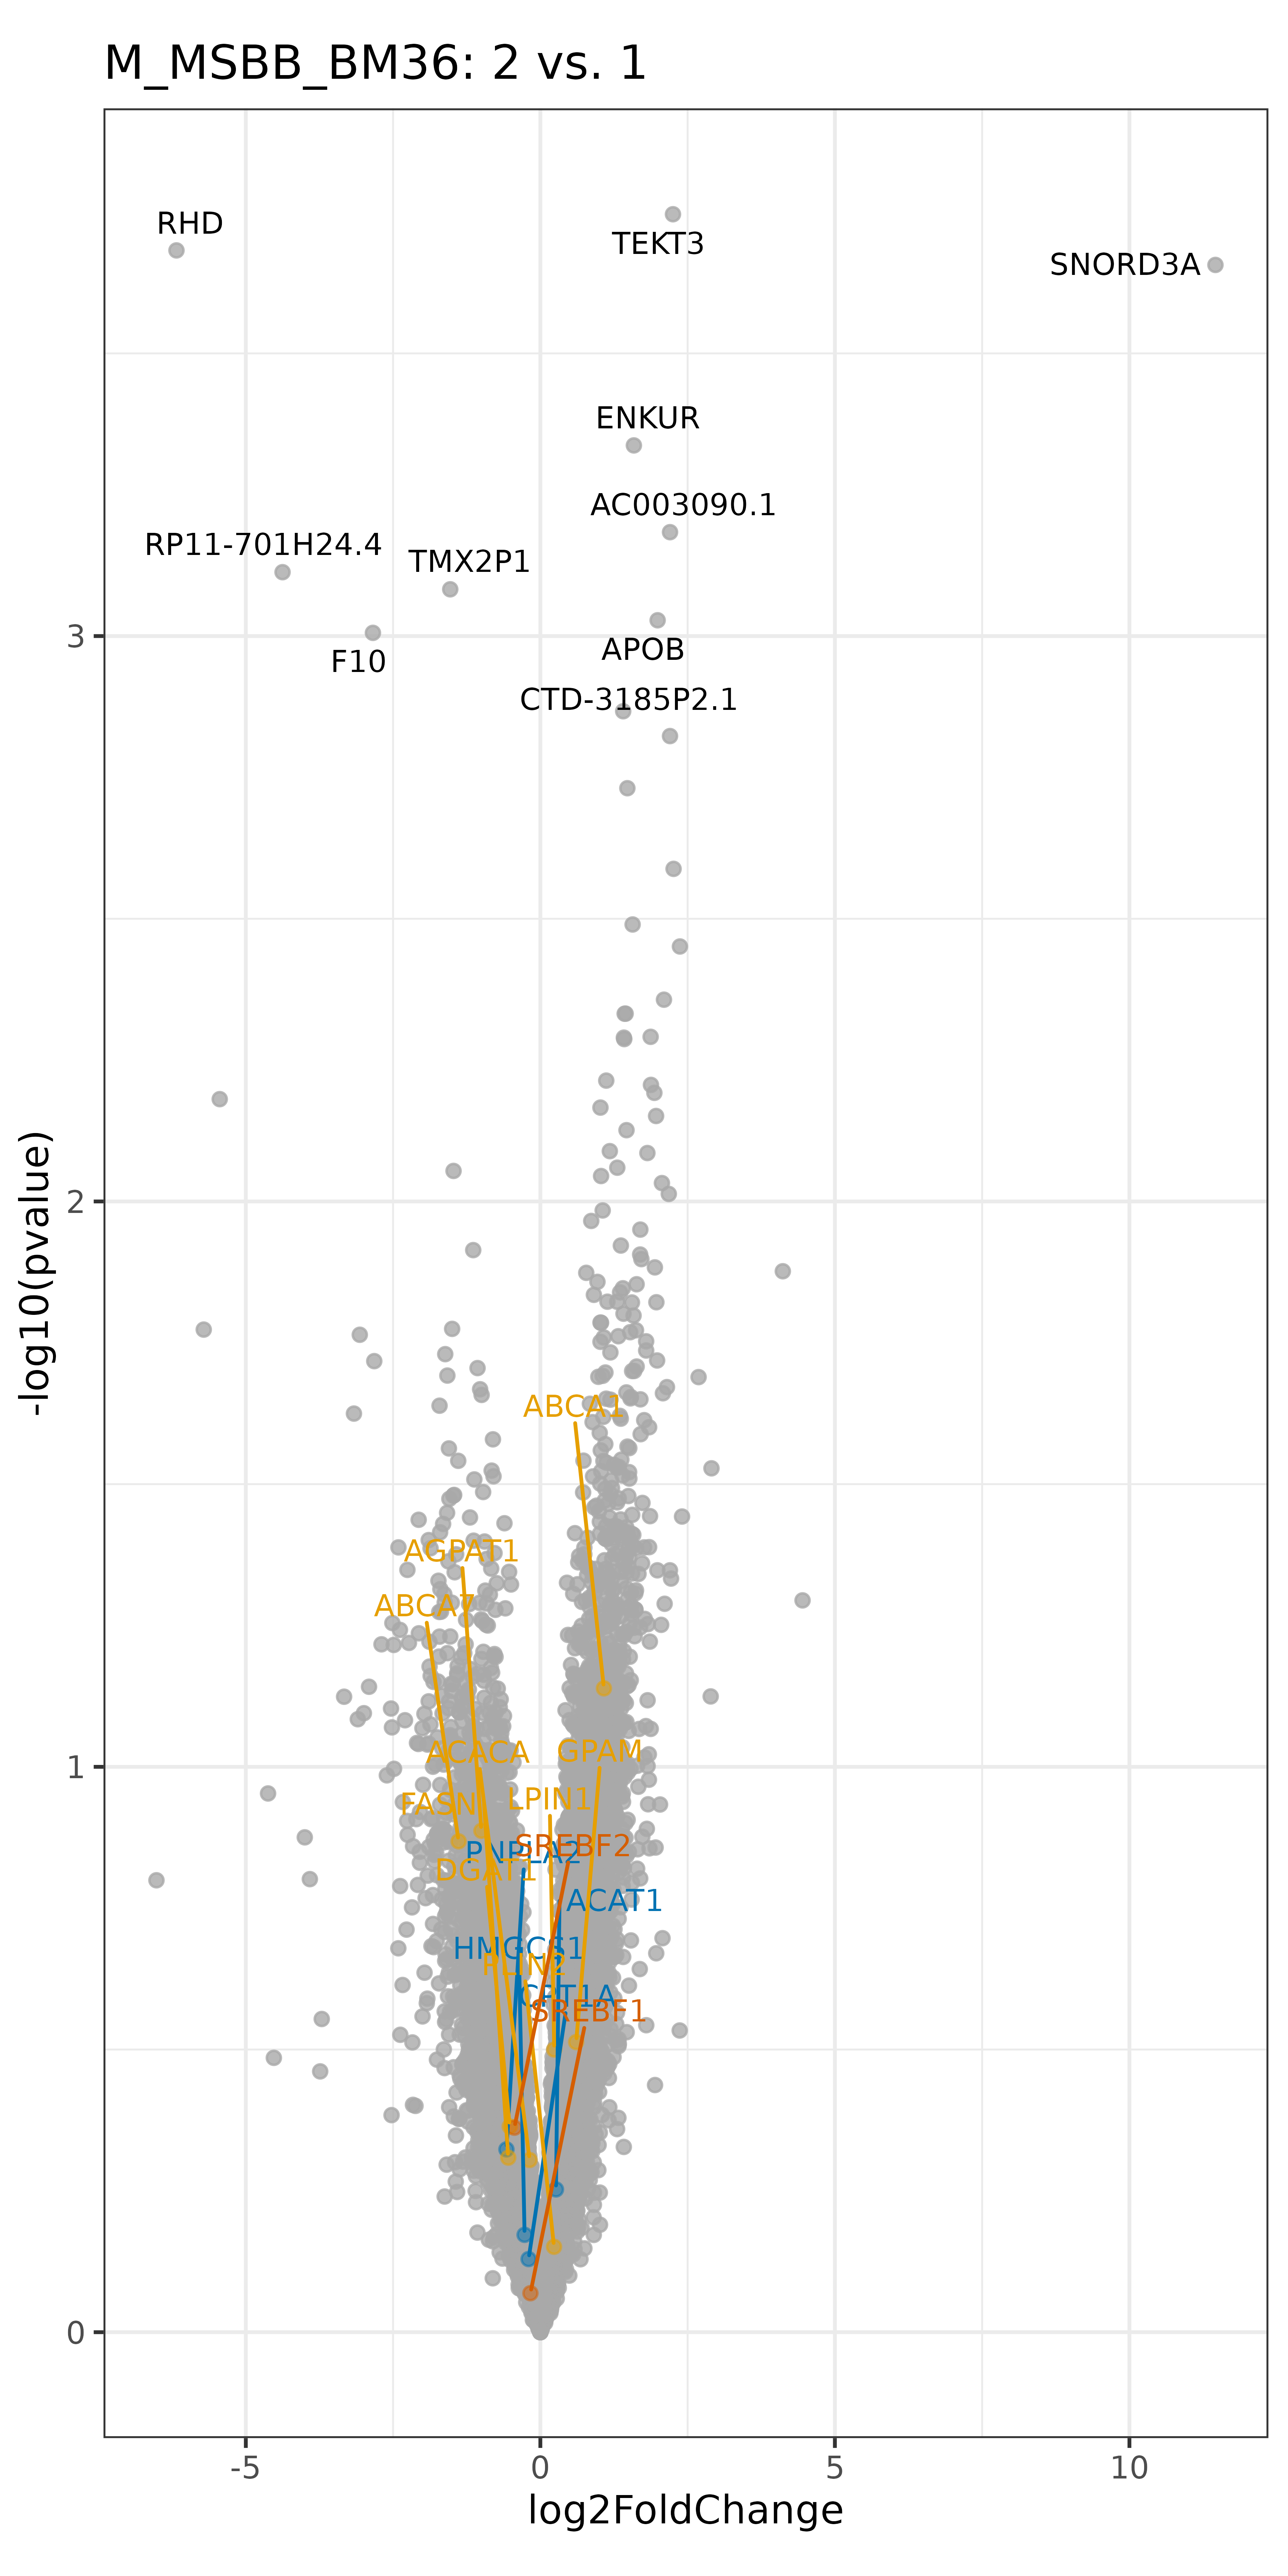 M_MSBB_BM36: 2 vs. 1
RHD
TEKT3
SNORD3A
ENKUR
AC003090.1
RP11-701H24.4
TMX2P1
3
F10
APOB
CTD-3185P2.1
2
-log10(pvalue)
ABCA1
AGPAT1
ABCA7
1
ACACA
GPAM
FASN
LPIN1
SREBF2
PNPLA2
DGAT1
ACAT1
HMGCS1
CPT1A
SREBF1
0
-5
0
5
10
log2FoldChange